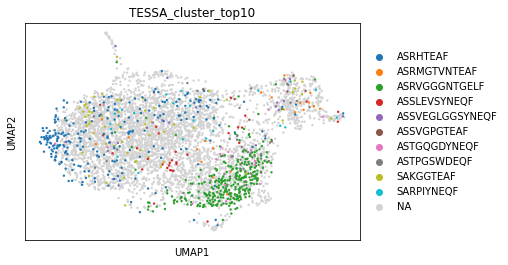 TESSA_cluster_top10
UMAP2
UMAP1
ASRHTEAF
ASRMGTVNTEAF
ASRVGGGNTGELF
ASSLEVSYNEQF
ASSVEGLGGSYNEQF
ASSVGPGTEAF
ASTGQGDYNEQF
ASTPGSWDEQF
SAKGGTEAF
SARPIYNEQF
NA